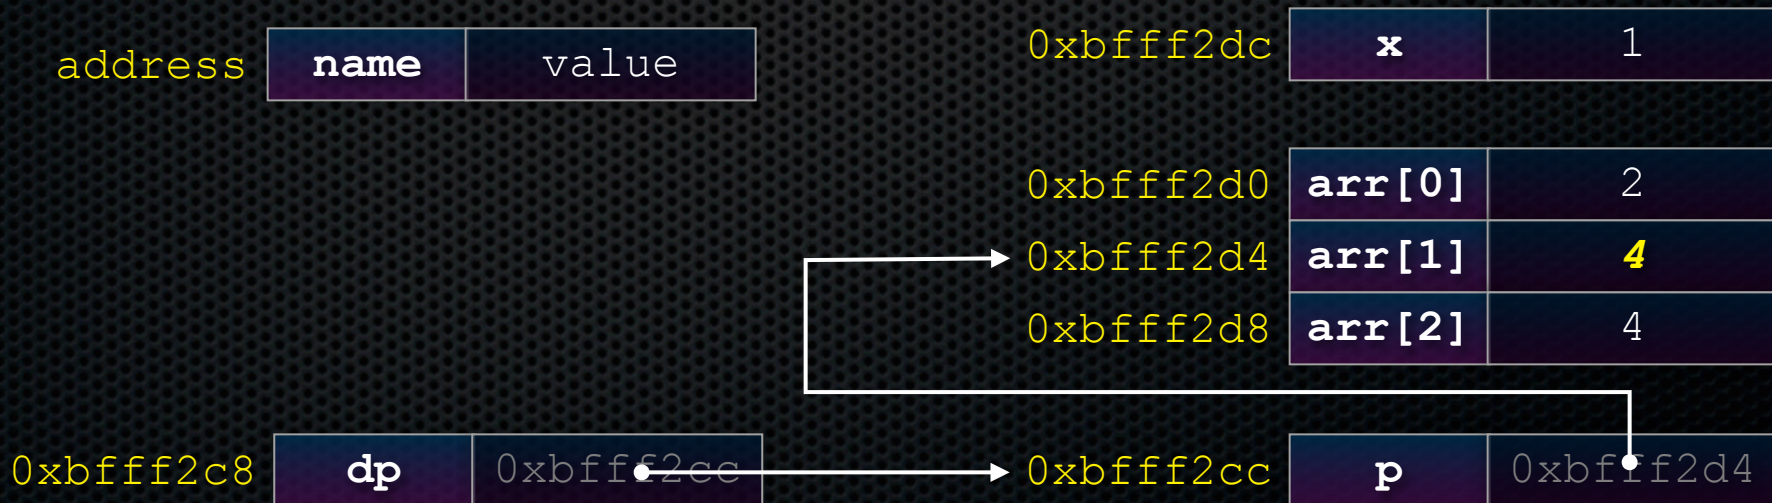 address name value
0xbfff2dc x 1
0xbfff2d0 arr[0] 2
0xbfff2d4 arr[1] 4
0xbfff2d8 arr[2] 4
0xbfff2c8 dp 0xbfff2cc 0xbfff2cc p 0xbfff2d4